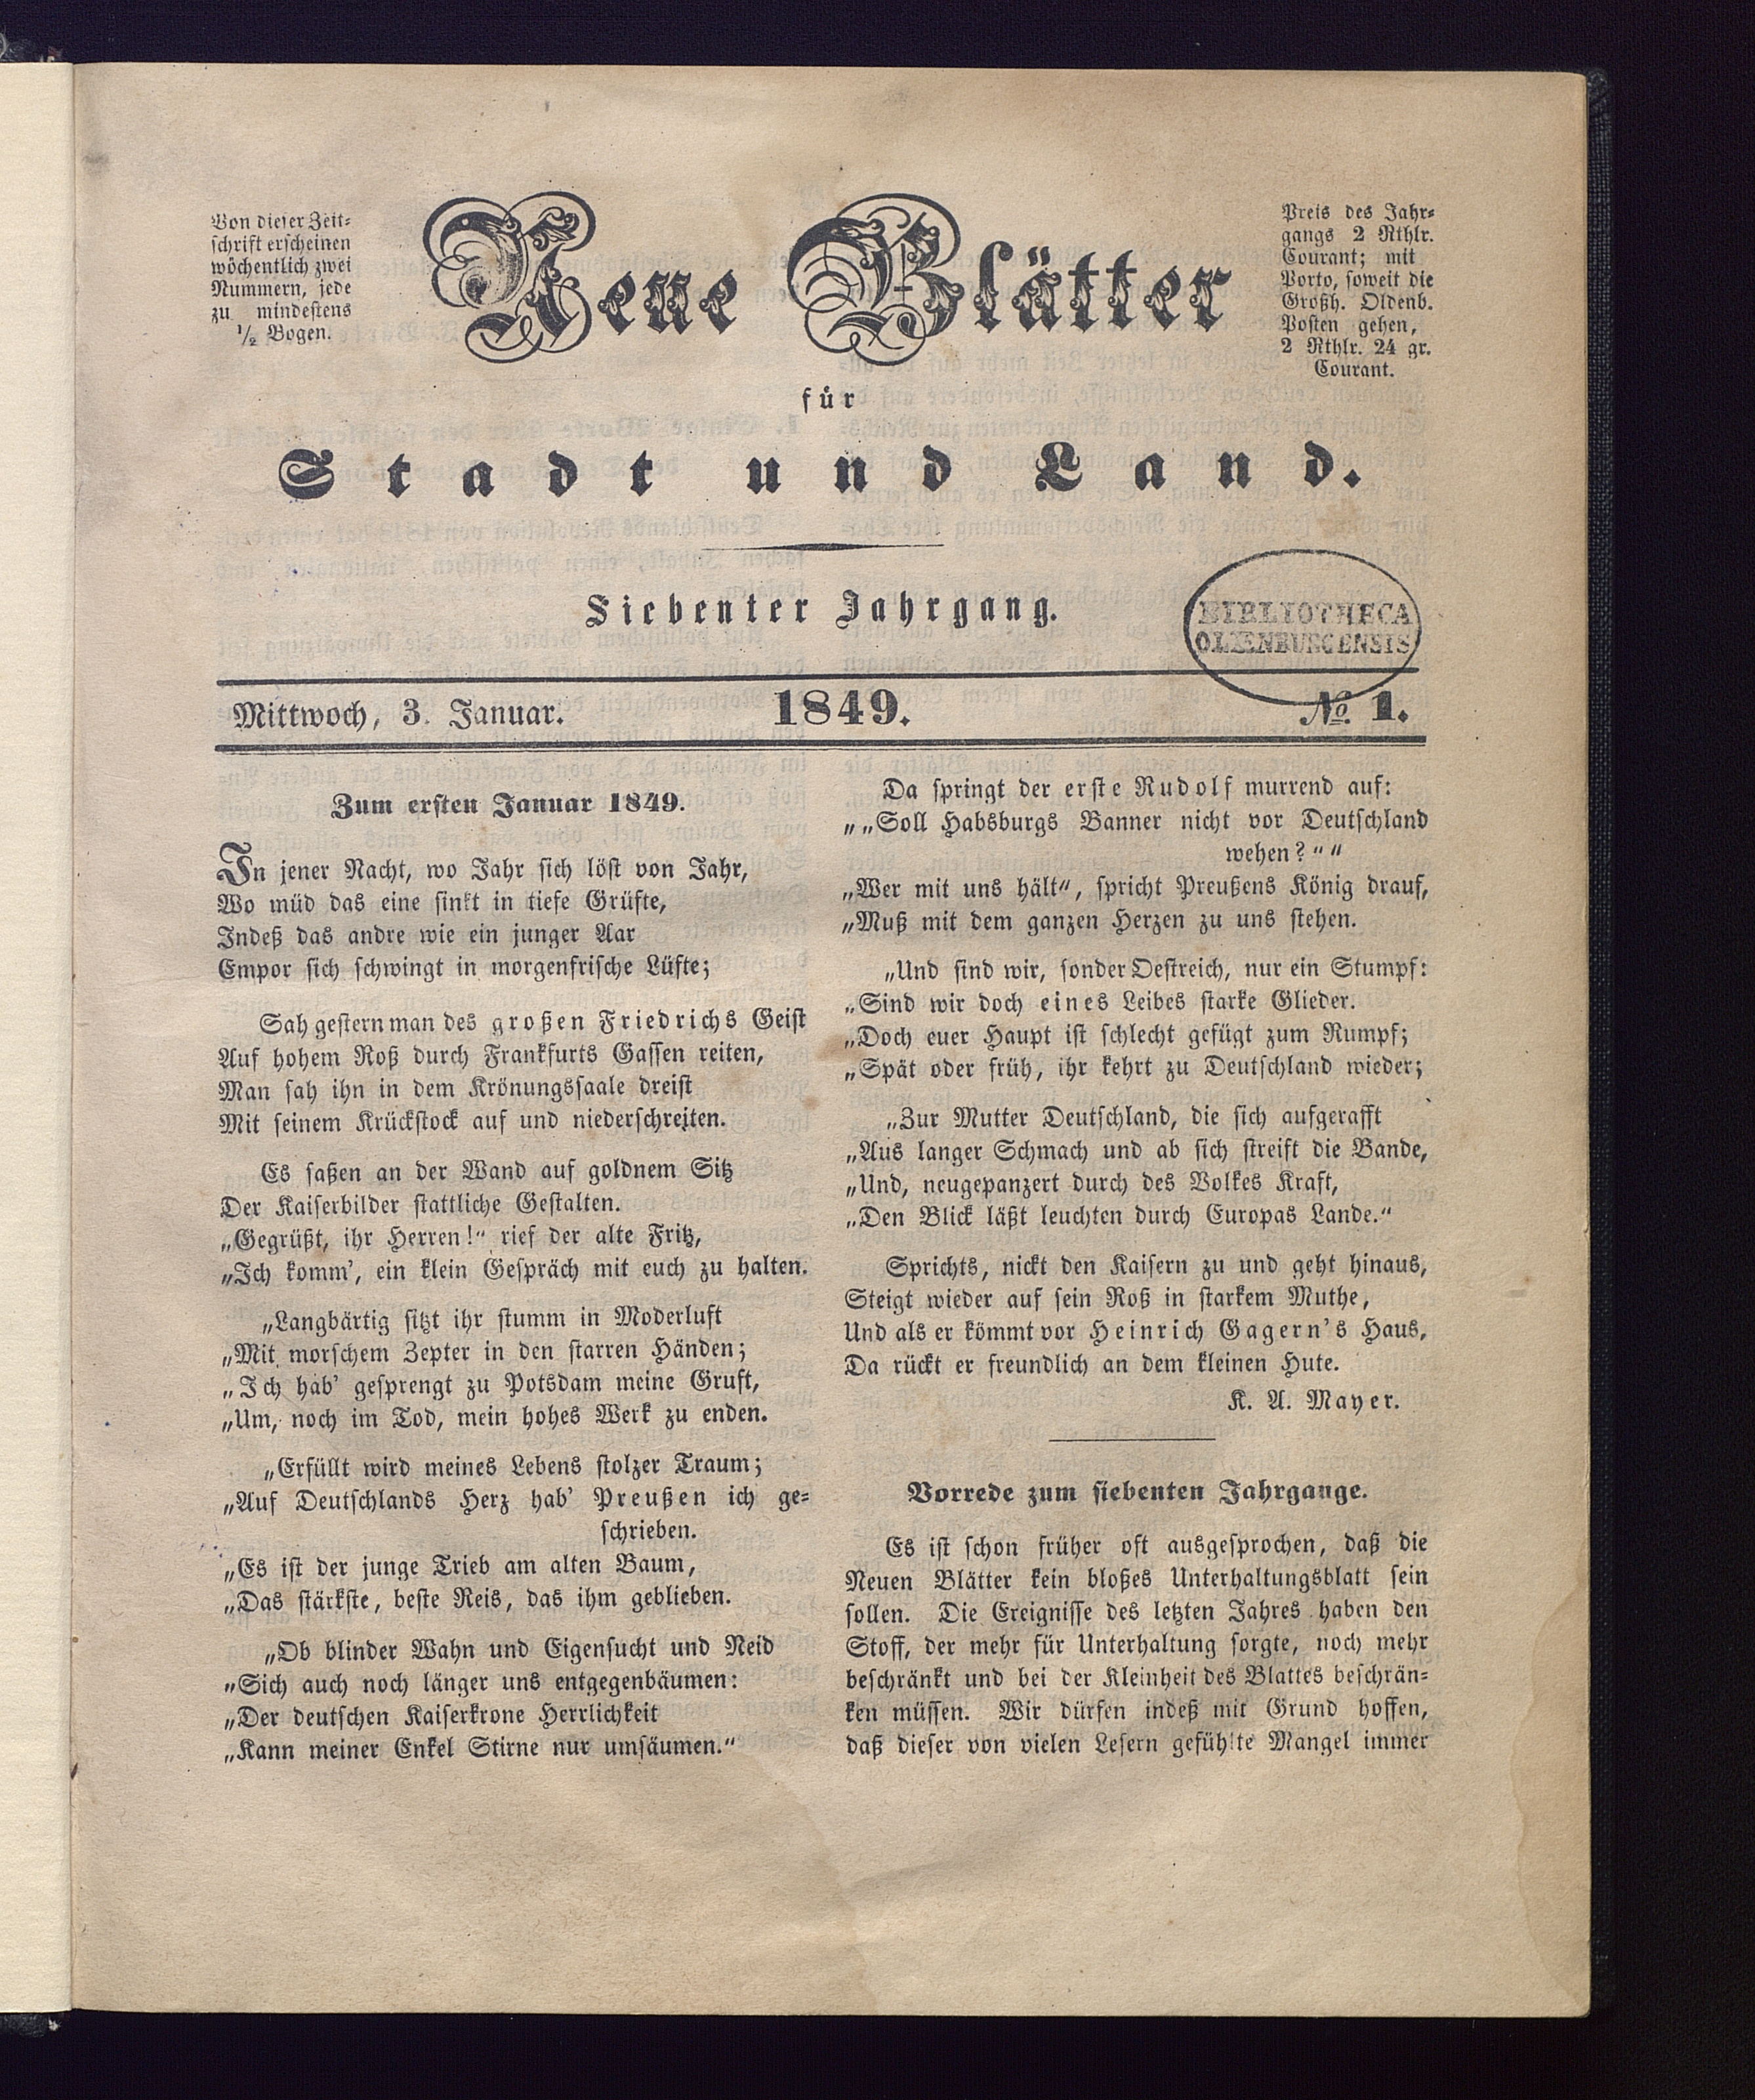 Von dieser Zeit-
schrift erscheinen
wöchentlich zwei
Nummern, jede
zu mindestens
1/2 Bogen.
Neue Blätter
Preis des Jahr-
gangs 2 Rthlr.
Courant; mit
Porto, soweit die
Großh. Oldenb.
Posten gehen,
2 Rthlr. 24 gr.
Courant.
für
Stadt und Land.
Siebenter Jahrgang.
BIBLIOTHECA
OLDENBURGENSIS
Mittwoch, 3. Januar. 1849. No. 1.
Zum ersten Januar 1849.
In jener Nacht, wo Jahr sich löst von Jahr,
Wo müd das eine sinkt in tiefe Grüfte,
Indeß das andre wie ein junger Aar
Empor sich schwingt in morgenfrische Lüfte;
Sah gestern man des großen Friedrichs Geist
Auf hohem Roß durch Frankfurts Gassen reiten,
Man sah ihn in dem Krönungssaale dreist
Mit seinem Krückstock auf und niederschreiten.
Es saßen an der Wand auf goldnem Sitz
Der Kaiserbilder stattliche Gestalten.
„Gegrüßt, ihr Herren!“ rief der alte Fritz,
„Ich komm’, ein klein Gespräch mit euch zu halten.
„Langbärtig sitzt ihr stumm in Moderluft
„Mit morschem Zepter in den starren Händen;
„Ich hab’ gesprengt zu Potsdam meine Gruft,
„Um, noch im Tod, mein hohes Werk zu enden.
„Erfüllt wird meines Lebens stolzer Traum;
„Auf Deutschlands Herz hab’ Preußen ich ge-
schrieben.
„Es ist der junge Trieb am alten Baum,
„Das stärkste, beste Reis, das ihm geblieben.
„Ob blinder Wahn und Eigensucht und Neid
„Sich auch noch länger uns entgegenbäumen:
„Der deutschen Kaiserkrone Herrlichkeit
„Kann meiner Enkel Stirne nur umsäumen.“
Da springt der erste Rudolf murrend auf:
„„Soll Habsburgs Banner nicht vor Deutschland
wehen?““
„Wer mit uns hält“, spricht Preußens König drauf,
„Muß mit dem ganzen Herzen zu uns stehen.
„Und sind wir, sonder Oestreich, nur ein Stumpf:
„Sind wir doch eines Leibes starke Glieder.
„Doch euer Haupt ist schlecht gefügt zum Rumpf;
„Spät oder früh, ihr kehrt zu Deutschland wieder;
„Zur Mutter Deutschland, die sich aufgerafft
„Aus langer Schmach und ab sich streift die Bande,
„Und, neugepanzert durch des Volkes Kraft,
„Den Blick läßt leuchten durch Europas Lande.“
Sprichts, nickt den Kaisern zu und geht hinaus,
Steigt wieder auf sein Roß in starkem Muthe,
Und als er kömmt vor Heinrich Gagern’s Haus,
Da rückt er freundlich an dem kleinen Hute.
K. A. Mayer.
Vorrede zum siebenten Jahrgange.
Es ist schon früher oft ausgesprochen, daß die
Neuen Blätter kein bloßes Unterhaltungsblatt sein
sollen. Die Ereignisse des letzten Jahres haben den
Stoff, der mehr für Unterhaltung sorgte, noch mehr
beschränkt und bei der Kleinheit des Blattes beschrän-
ken müssen. Wir dürfen indeß mit Grund hoffen,
daß dieser von vielen Lesern gefühlte Mangel immer